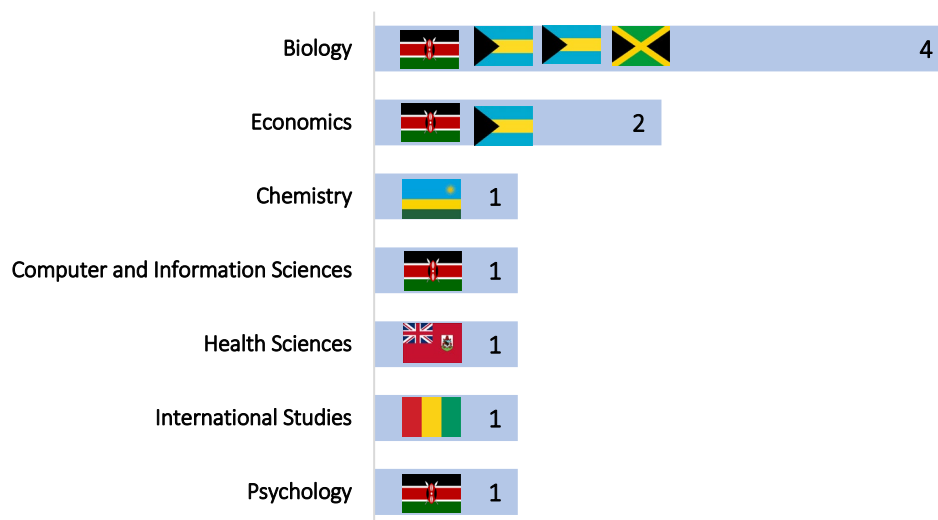 Biology 4
Economics 2
Chemistry 1
Computer and Information Sciences 1
Health Sciences 1
International Studies 1
Psychology 1